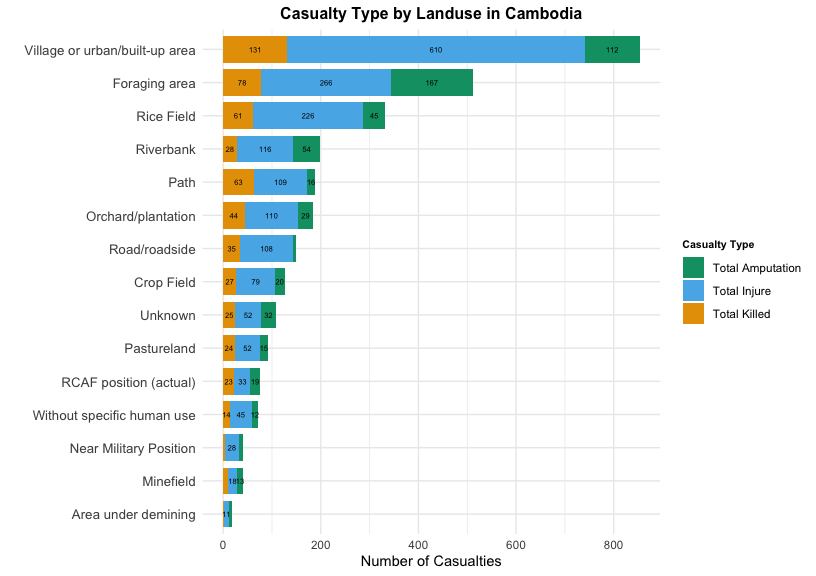 Casualty Type by Landuse in Cambodia
Village or urban/built-up area 131 610 112
Foraging area 78 266 167
Rice Field 61 226 45
Riverbank 28 116 54
Path 63 109 16
Orchard/plantation 44 110 29
Road/roadside 35 108
Crop Field 27 79 20
Unknown 25 52 32
Pastureland 24 52 15
RCAF position (actual) 23 33 19
Without specific human use 14 45 12
Near Military Position 28
Minefield 18 13
Area under demining 11
0 200 400 600 800
Number of Casualties
Casualty Type
Total Amputation
Total Injure
Total Killed